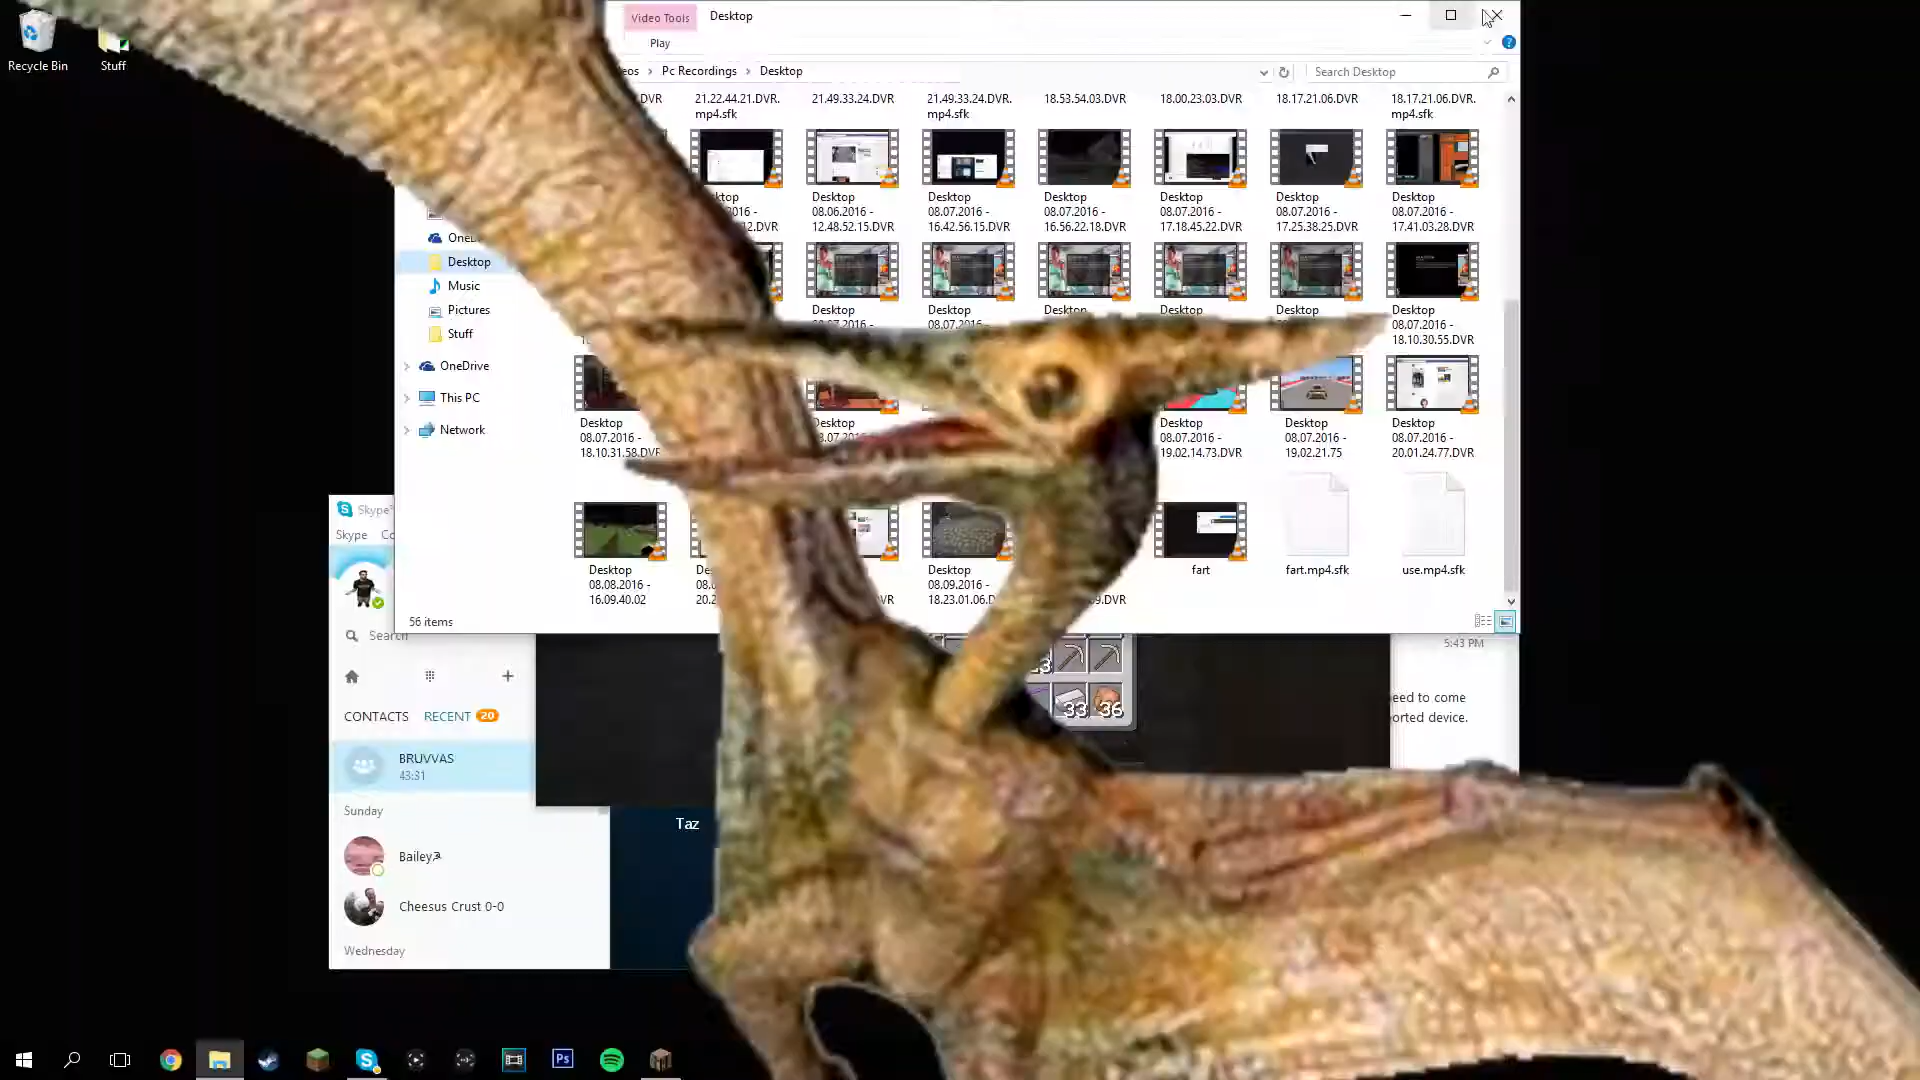 Recycle Bin
Stuff
Video Tools
Desktop
Play
Pc Recordings > Desktop
Search Desktop
21.22.44.21.DVR.
mp4.sfk
21.49.33.24.DVR
21.49.33.24.DVR.
mp4.sfk
18.53.54.03.DVR
18.00.23.03.DVR
18.17.21.06.DVR
18.17.21.06.DVR.
mp4.sfk
Desktop
08.06.2016 -
12.48.52.15.DVR
Desktop
08.07.2016 -
16.42.56.15.DVR
Desktop
08.07.2016 -
16.56.22.18.DVR
Desktop
08.07.2016 -
17.18.45.22.DVR
Desktop
08.07.2016 -
17.25.38.25.DVR
Desktop
08.07.2016 -
17.41.03.28.DVR
Desktop
Music
Pictures
Stuff
OneDrive
This PC
Network
Desktop
Desktop
Desktop
Desktop
Desktop
Desktop
08.07.2016 -
18.10.30.55.DVR
Desktop
08.07.2016 -
18.10.31.58.DVR
Desktop
08.07.2016 -
19.02.14.73.DVR
Desktop
08.07.2016 -
19.02.21.75
Desktop
08.07.2016 -
20.01.24.77.DVR
Desktop
08.08.2016 -
16.09.40.02
Desktop
08.09.2016 -
18.23.01.06.D
fart
fart.mp4.sfk
use.mp4.sfk
56 items
Skype
Skype
Search
CONTACTS
RECENT 20
BRUVVAS
43:31
Sunday
Bailey
Cheesus Crust 0-0
Wednesday
Taz
33
36
5:43 PM
need to come
Ps